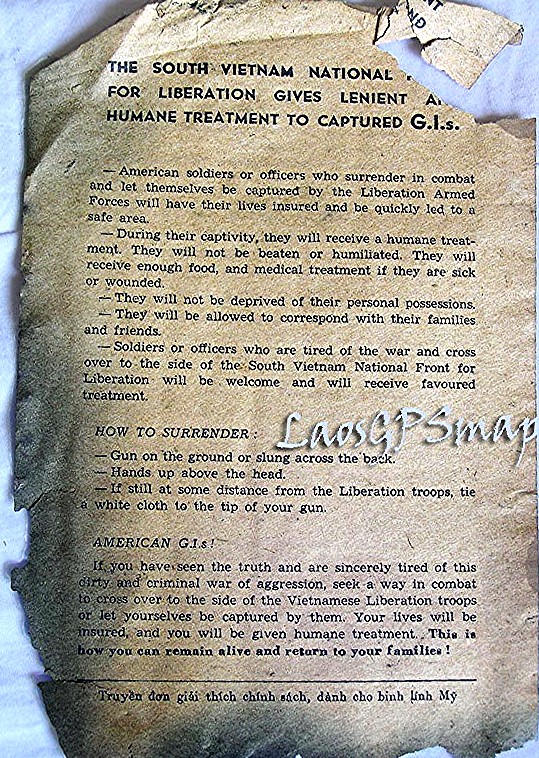 NT
ND
THE SOUTH VIETNAM NATIONAL
FOR LIBERATION GIVES LENIENT A
HUMANE TREATMENT TO CAPTURED G.I.s.
— American soldiers or officers who surrender in combat
and let themselves be captured by the Liberation Armed
Forces will have their lives insured and be quickly led to a
safe area.
— During their captivity, they will receive a humane treat-
ment. They will not be beaten or humiliated. They will
receive enough food, and medical treatment if they are sick
or wounded.
— They will not be deprived of their personal possessions.
— They will be allowed to correspond with their families
and friends.
— Soldiers or officers who are tired of the war and cross
over to the side of the South Vietnam National Front for
Liberation will be welcome and will receive favoured
treatment.
HOW TO SURRENDER :
— Gun on the ground or slung across the back.
— Hands up above the head.
— If still at some distance from the Liberation troops, tie
a white cloth to the tip of your gun.
LaosGPSmap
AMERICAN G.I.s !
If you have seen the truth and are sincerely tired of this
dirty and criminal war of aggression, seek a way in combat
to cross over to the side of the Vietnamese Liberation troops
or let yourselves be captured by them. Your lives will be
insured, and you will be given humane treatment. This is
how you can remain alive and return to your families !
Truyền đơn giải thích chính sách, dành cho binh lính Mỹ